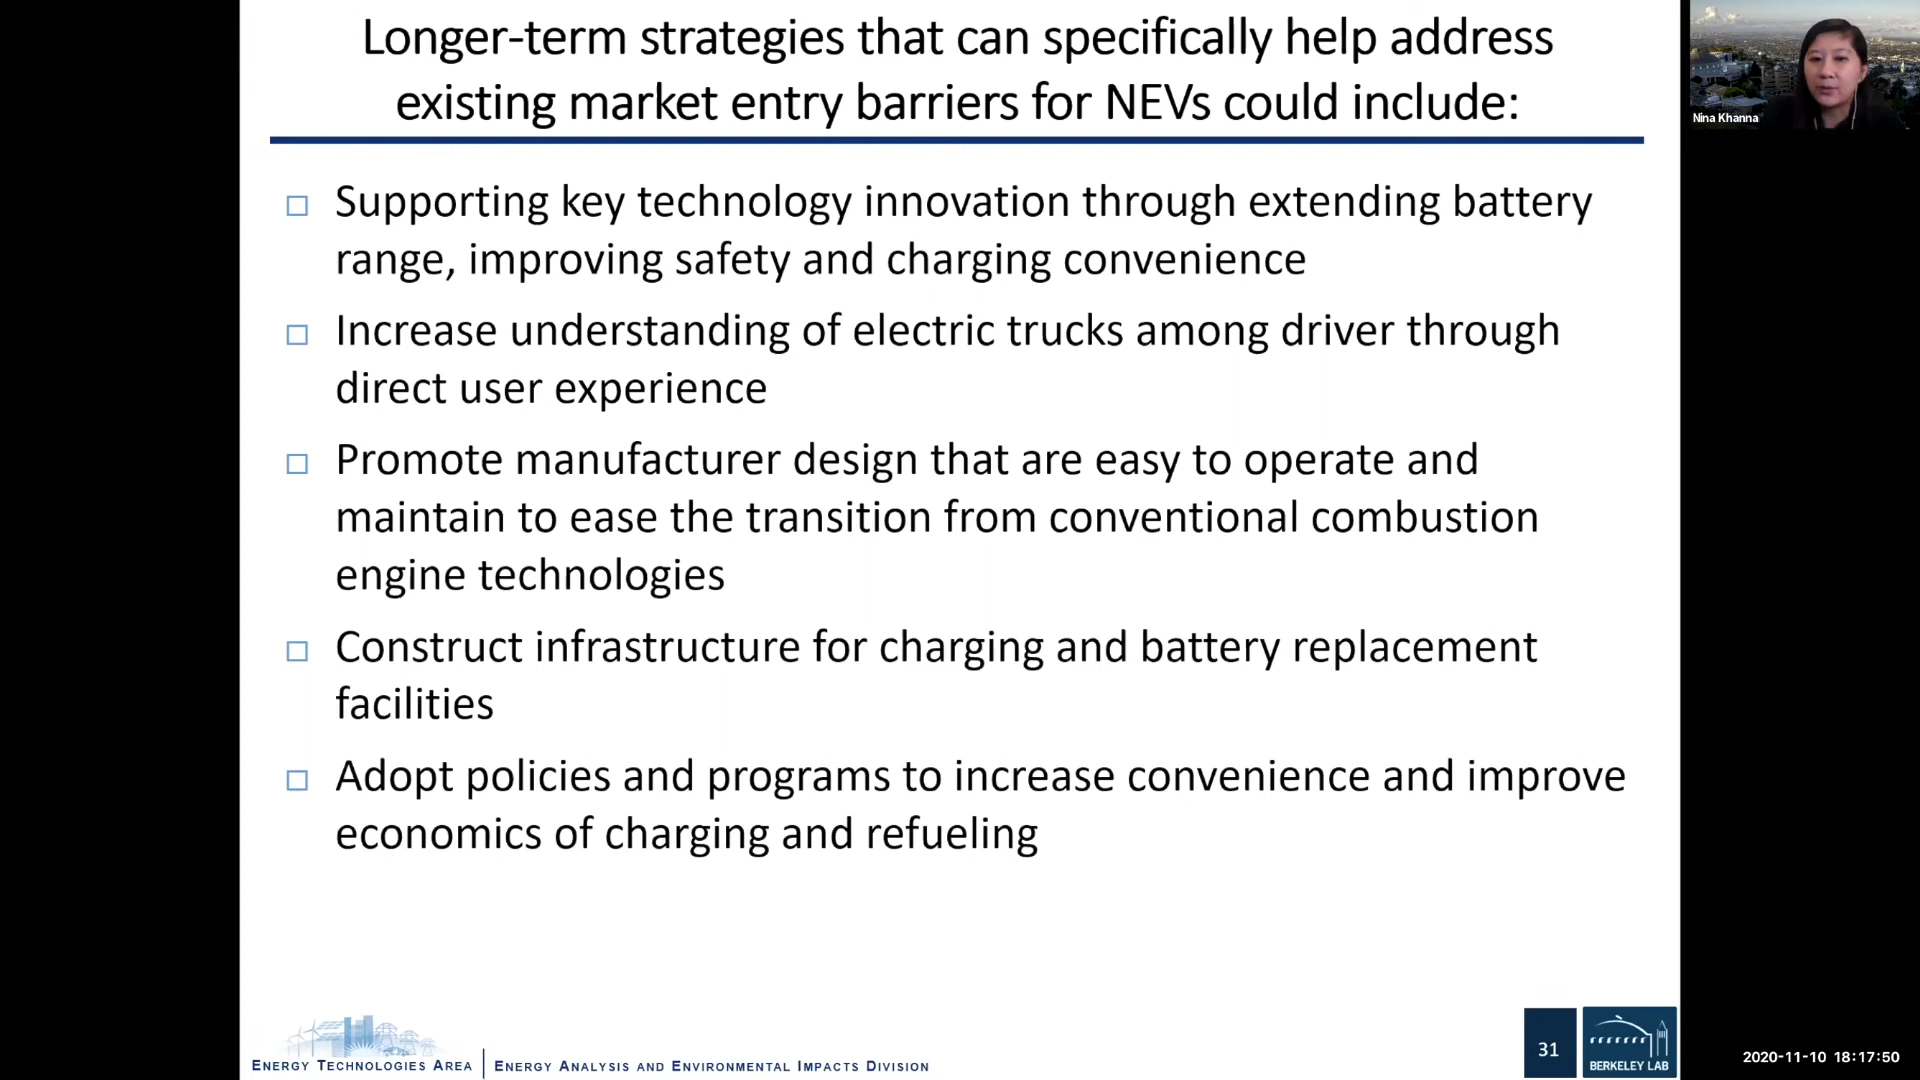 Longer-term strategies that can specifically help address
existing market entry barriers for NEVs could include:
Nina Khanna
Supporting key technology innovation through extending battery
range, improving safety and charging convenience
Increase understanding of electric trucks among driver through
direct user experience
Promote manufacturer design that are easy to operate and
maintain to ease the transition from conventional combustion
engine technologies
Construct infrastructure for charging and battery replacement
facilities
Adopt policies and programs to increase convenience and improve
economics of charging and refueling
ENERGY TECHNOLOGIES AREA
ENERGY ANALYSIS AND ENVIRONMENTAL IMPACTS DIVISION
31
BERKELEY LAB
2020-11-10 18:17:50